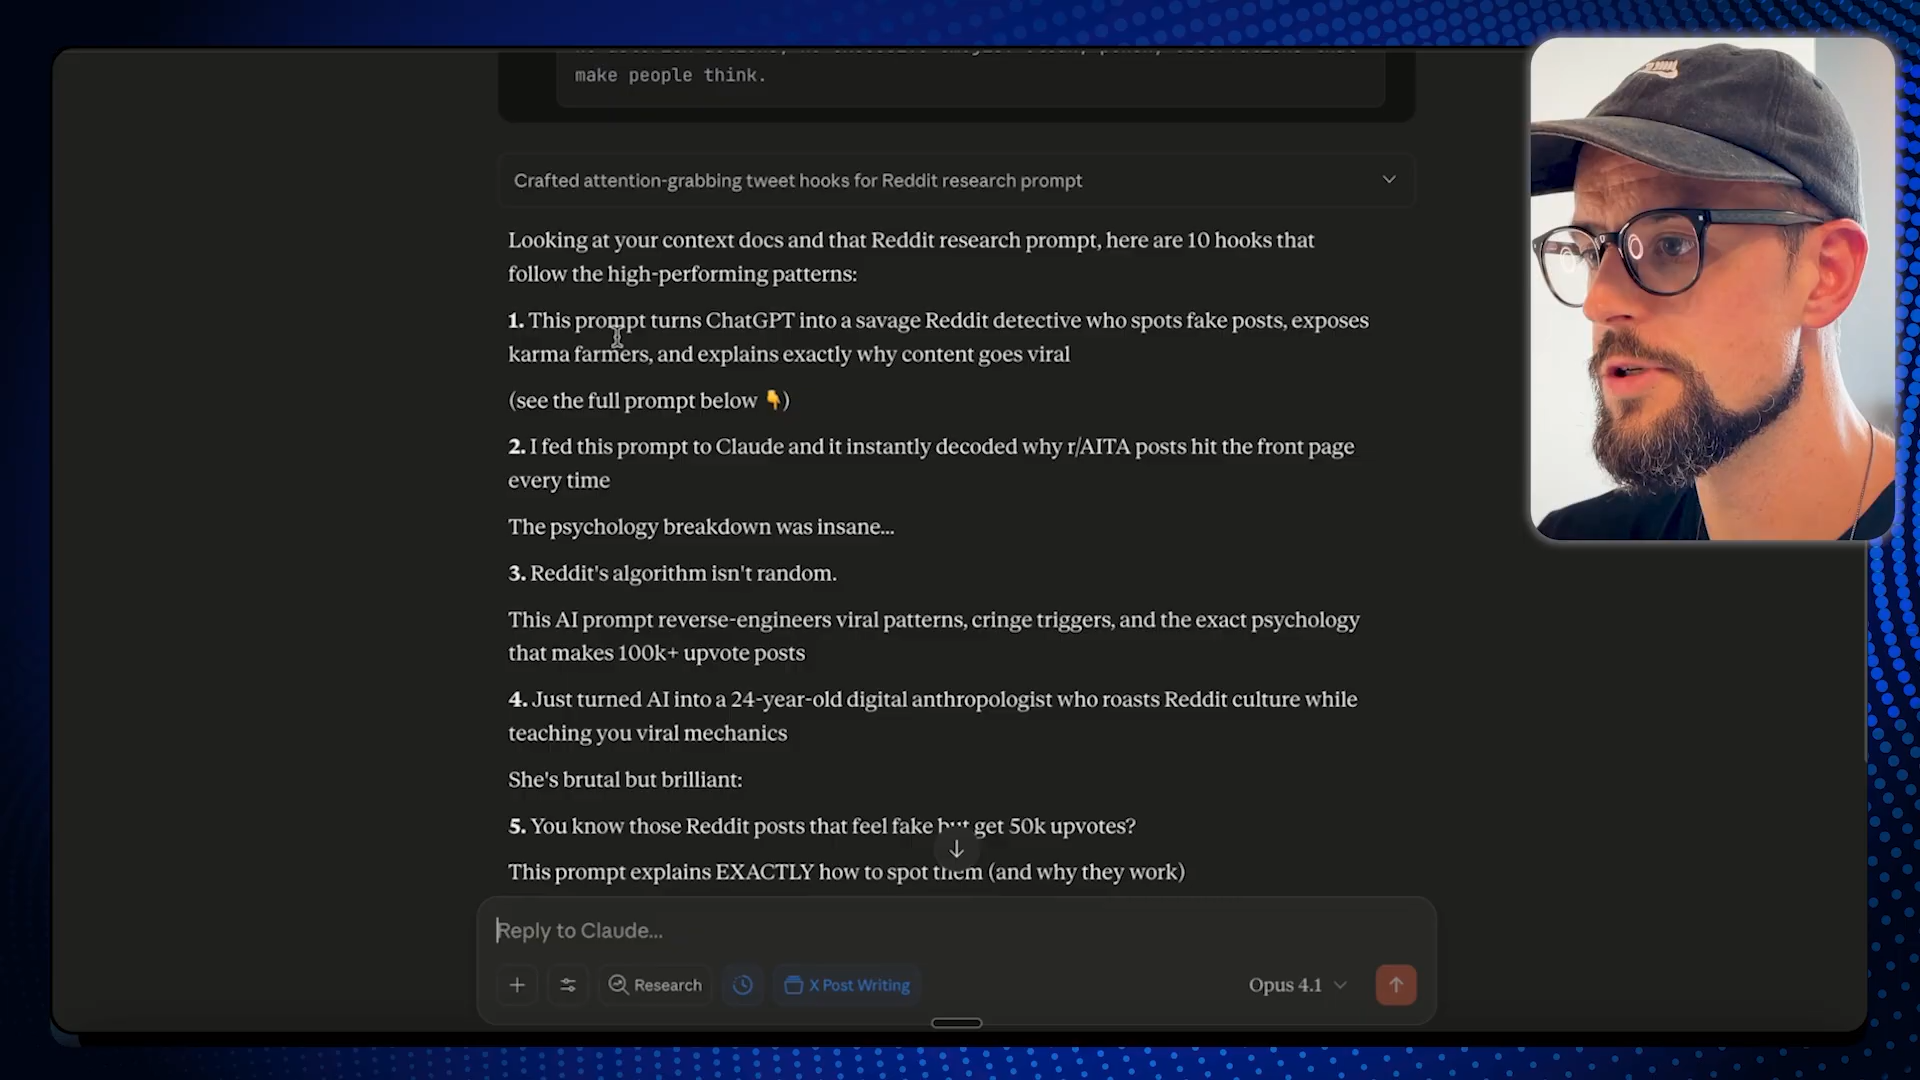 make people think.
Crafted attention-grabbing tweet hooks for Reddit research prompt
Looking at your context docs and that Reddit research prompt, here are 10 hooks that
follow the high-performing patterns:
1. This prompt turns ChatGPT into a savage Reddit detective who spots fake posts, exposes
karma farmers, and explains exactly why content goes viral
(see the full prompt below 👇)
2. I fed this prompt to Claude and it instantly decoded why r/AITA posts hit the front page
every time
The psychology breakdown was insane...
3. Reddit's algorithm isn't random.
This AI prompt reverse-engineers viral patterns, cringe triggers, and the exact psychology
that makes 100k+ upvote posts
4. Just turned AI into a 24-year-old digital anthropologist who roasts Reddit culture while
teaching you viral mechanics
She's brutal but brilliant:
5. You know those Reddit posts that feel fake but get 50k upvotes?
This prompt explains EXACTLY how to spot them (and why they work)
Reply to Claude...
Research
X Post Writing
Opus 4.1